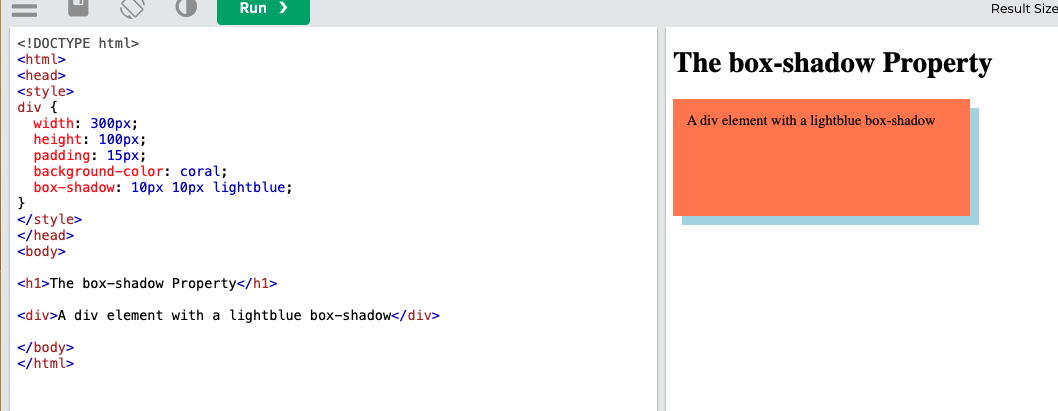 Run ❯
Result Size
<!DOCTYPE html>
<html>
<head>
<style>
div {
  width: 300px;
  height: 100px;
  padding: 15px;
  background-color: coral;
  box-shadow: 10px 10px lightblue;
}
</style>
</head>
<body>

<h1>The box-shadow Property</h1>

<div>A div element with a lightblue box-shadow</div>

</body>
</html>
The box-shadow Property
A div element with a lightblue box-shadow